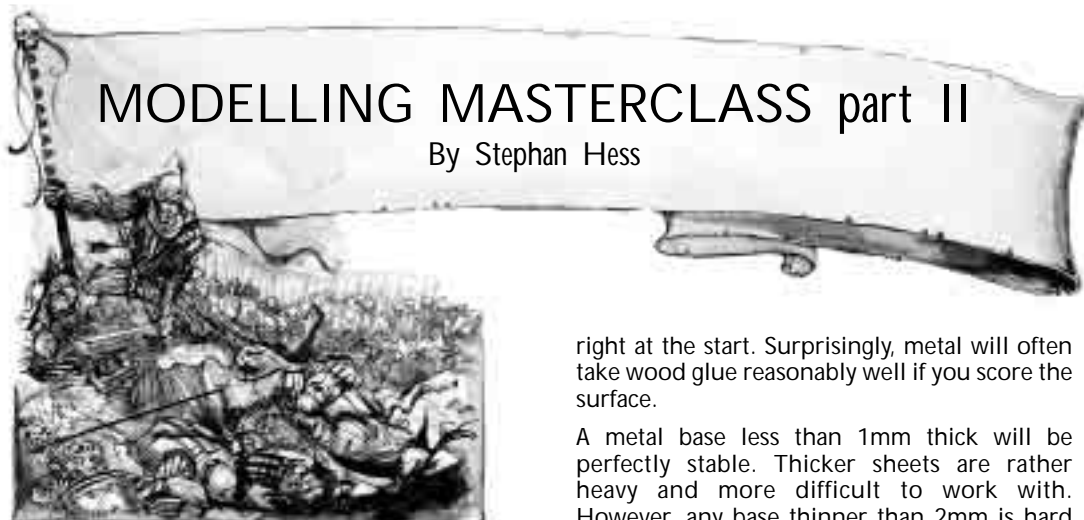 MODELLING MASTERCLASS part II
By Stephan Hess
right at the start. Surprisingly, metal will often
take wood glue reasonably well if you score the
surface.
A metal base less than 1mm thick will be
perfectly stable. Thicker sheets are rather
heavy and more difficult to work with.
However, any base thinner than 2mm is hard